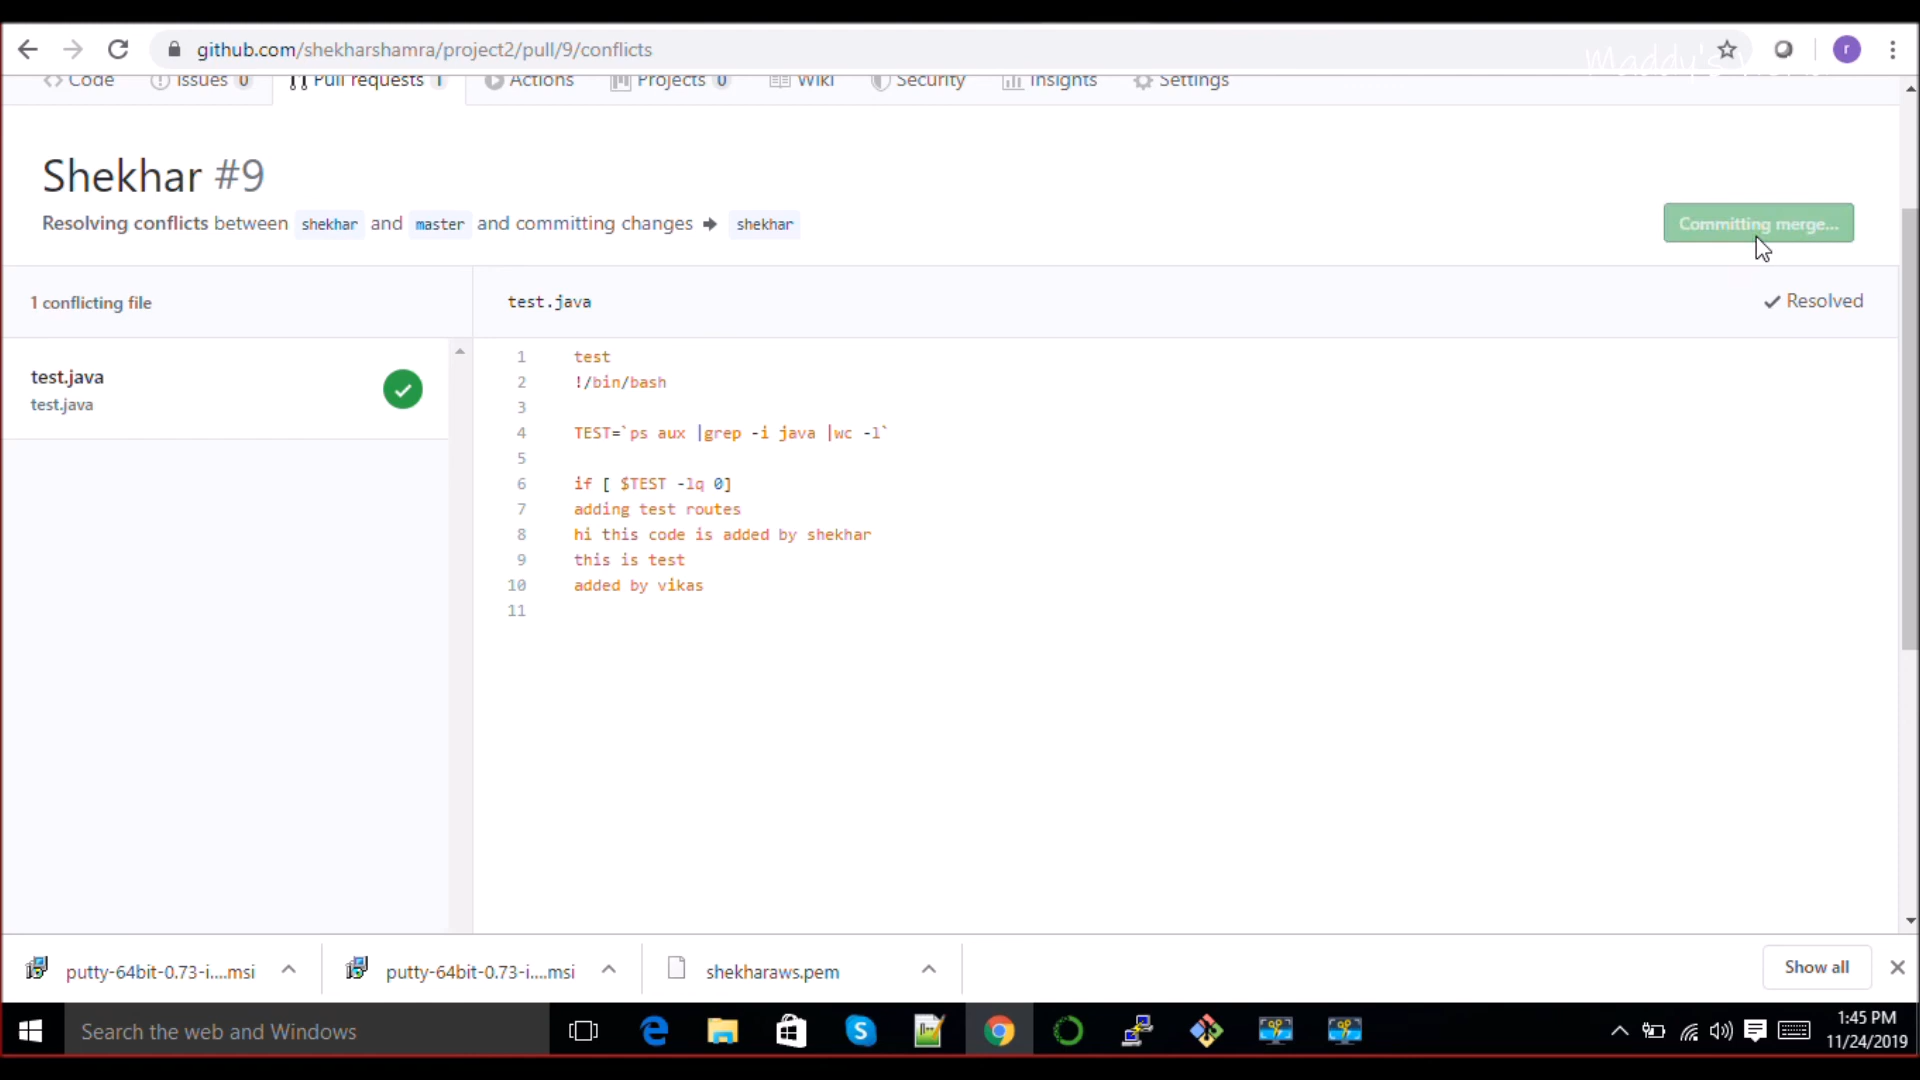 github.com/shekharshamra/project2/pull/9/conflicts
Maddy's
r
Code
Issues 0
Pull requests 1
Actions
Projects 0
Wiki
Security
Insights
Settings
Shekhar #9
Resolving conflicts between shekhar and master and committing changes shekhar
Committing merge...
1 conflicting file
test.java
Resolved
test.java
test.java
1 test
2 !/bin/bash
3
4 TEST=`ps aux |grep -i java |wc -l`
5
6 if [ $TEST -lq 0]
7 adding test routes
8 hi this code is added by shekhar
9 this is test
10 added by vikas
11
putty-64bit-0.73-i....msi
putty-64bit-0.73-i....msi
shekharaws.pem
Show all
Search the web and Windows
1:45 PM
11/24/2019